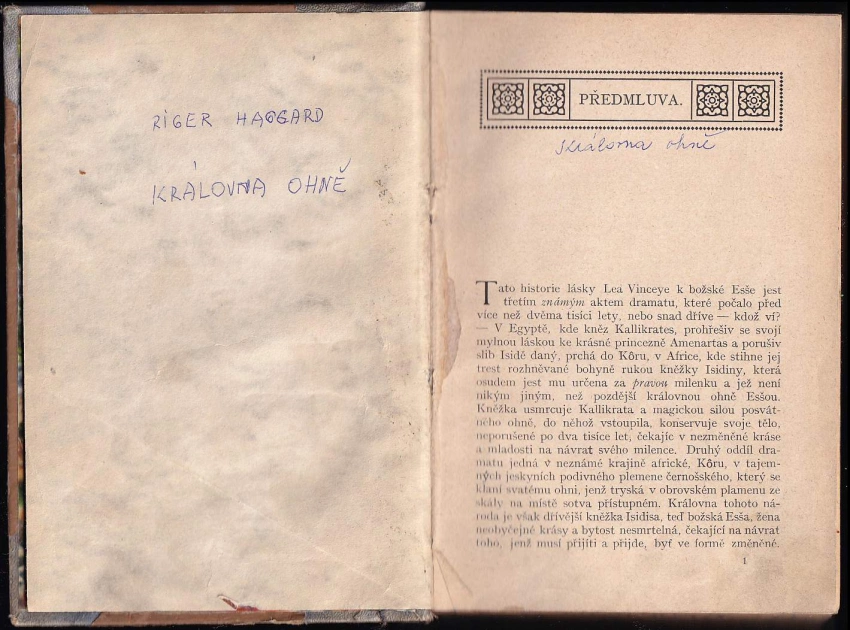 RIGER HAGGARD
KRÁLOVNA OHNĚ
PŘEDMLUVA.
Královna ohně
Tato historie lásky Lea Vinceye k božské Esše jest
třetím známým aktem dramatu, které počalo před
více než dvěma tisíci lety, nebo snad dříve — kdož ví?
— V Egyptě, kde kněz Kallikrates, prohřešiv se svojí
mylnou láskou ke krásné princezně Amenartas a porušiv
slib Isidě daný, prchá do Kôru, v Africe, kde stihne jej
trest rozhněvané bohyně rukou kněžky Isidiny, která
osudem jest mu určena za pravou milenku a jež není
nikým jiným, než pozdější královnou ohně Esšou.
Kněžka usmrcuje Kallikrata a magickou silou posvát-
ného ohně, do něhož vstoupila, konservuje svoje tělo,
neporušené po dva tisíce let, čekajíc v nezměněné kráse
a mladosti na návrat svého milence. Druhý oddíl dra-
matu jedná v neznámé krajině africké, Kôru, v tajem-
ných jeskyních podivného plemene černošského, který se
klaní svatému ohni, jenž tryská v obrovském plamenu ze
skály na místě sotva přístupném. Královna tohoto ná-
roda je však dřívější kněžka Isidisa, teď božská Esša, žena
neobyčejné krásy a bytost nesmrtelná, čekající na návrat
toho, jenž musí přijíti a přijde, byť ve formě změněné.
1